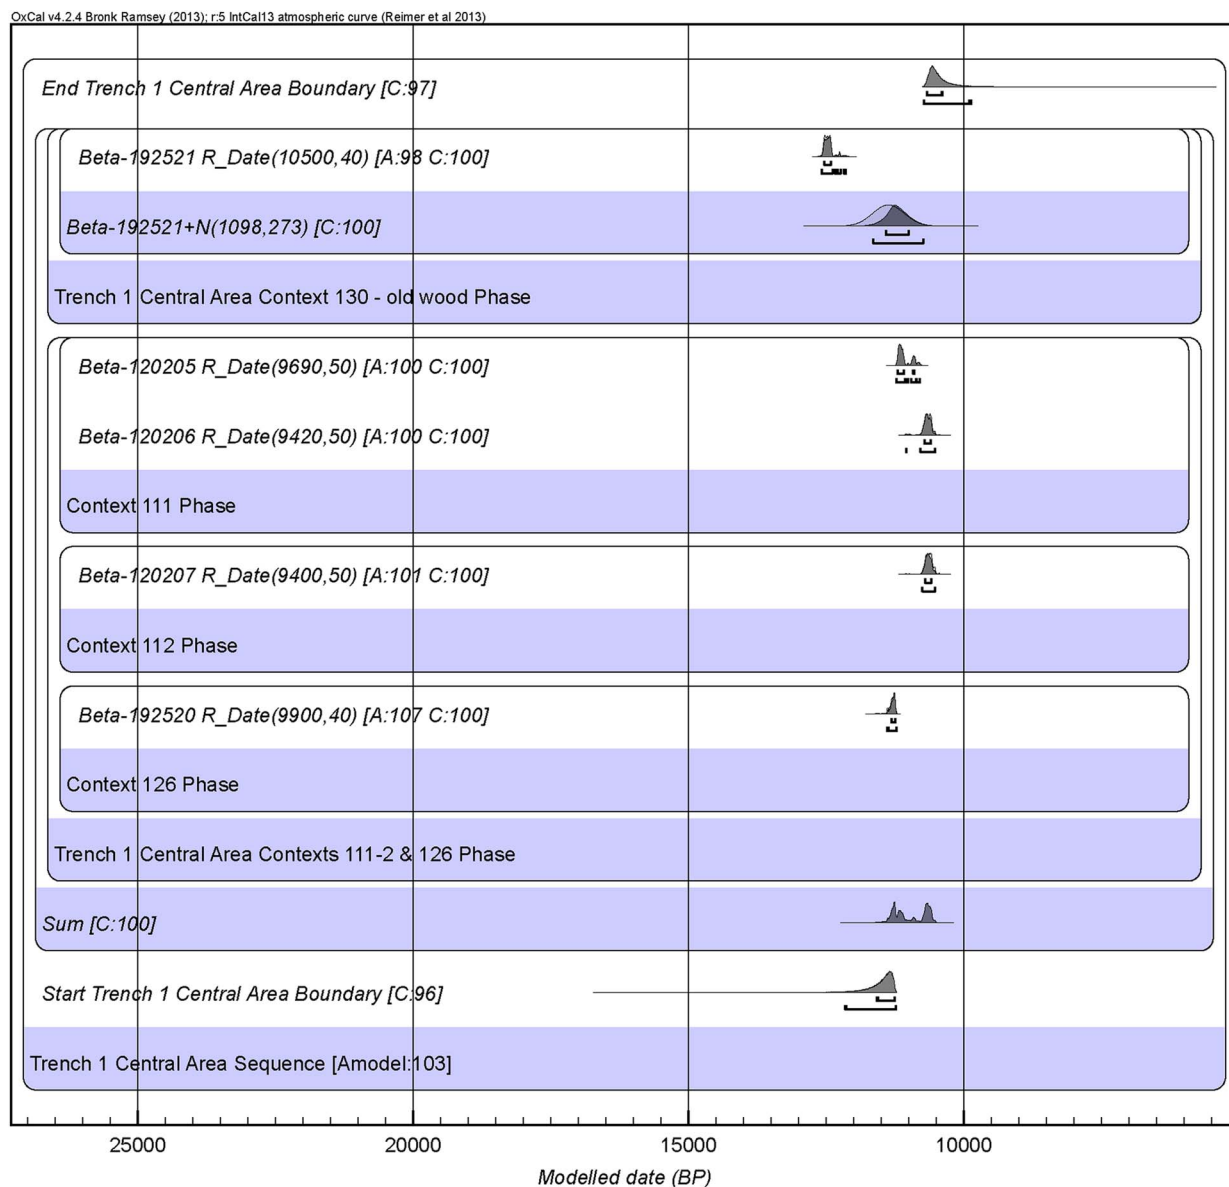 OxCal v4.2.4 Bronk Ramsey (2013); r:5 IntCal13 atmospheric curve (Reimer et al 2013)
End Trench 1 Central Area Boundary [C:97]
Beta-192521 R_Date(10500,40) [A:98 C:100]
Beta-192521+N(1098,273) [C:100]
Trench 1 Central Area Context 130 - old wood Phase
Beta-120205 R_Date(9690,50) [A:100 C:100]
Beta-120206 R_Date(9420,50) [A:100 C:100]
Context 111 Phase
Beta-120207 R_Date(9400,50) [A:101 C:100]
Context 112 Phase
Beta-192520 R_Date(9900,40) [A:107 C:100]
Context 126 Phase
Trench 1 Central Area Contexts 111-2 & 126 Phase
Sum [C:100]
Start Trench 1 Central Area Boundary [C:96]
Trench 1 Central Area Sequence [Amodel:103]
25000 20000 15000 10000
Modelled date (BP)